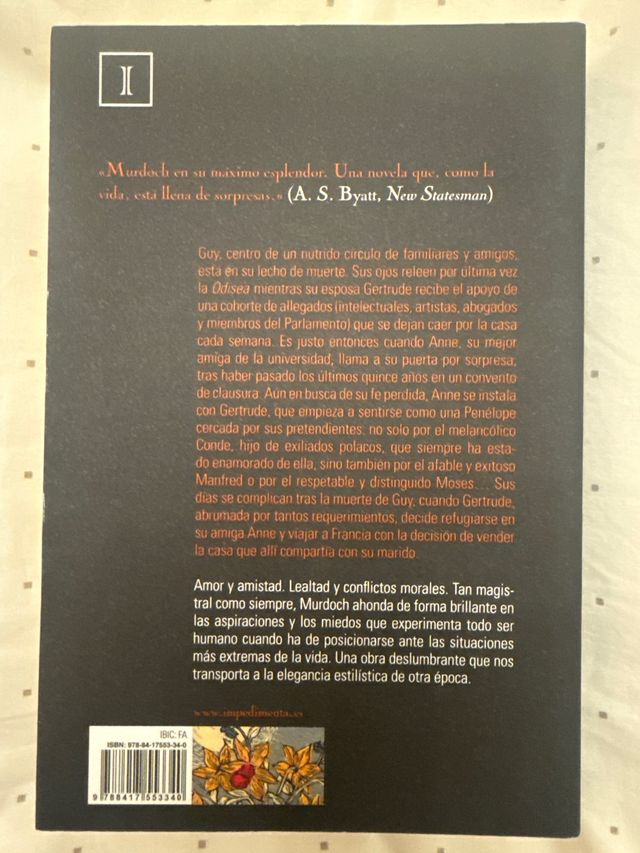 I
«Murdoch en su máximo esplendor. Una novela que, como la
vida, está llena de sorpresas.» (A. S. Byatt, New Statesman)
Guy, centro de un nutrido círculo de familiares y amigos,
está en su lecho de muerte. Sus ojos releen por última vez
la Odisea mientras su esposa Gertrude recibe el apoyo de
una cohorte de allegados (intelectuales, artistas, abogados
y miembros del Parlamento) que se dejan caer por la casa
cada semana. Es justo entonces cuando Anne, su mejor
amiga de la universidad, llama a su puerta por sorpresa,
tras haber pasado los últimos quince años en un convento
de clausura. Aún en busca de su fe perdida, Anne se instala
con Gertrude, que empieza a sentirse como una Penélope
cercada por sus pretendientes: no solo por el melancólico
Conde, hijo de exiliados polacos, que siempre ha esta-
do enamorado de ella, sino también por el afable y exitoso
Manfred o por el respetable y distinguido Moses... Sus
días se complican tras la muerte de Guy, cuando Gertrude,
abrumada por tantos requerimientos, decide refugiarse en
su amiga Anne y viajar a Francia con la decisión de vender
la casa que allí compartía con su marido.
Amor y amistad. Lealtad y conflictos morales. Tan magis-
tral como siempre, Murdoch ahonda de forma brillante en
las aspiraciones y los miedos que experimenta todo ser
humano cuando ha de posicionarse ante las situaciones
más extremas de la vida. Una obra deslumbrante que nos
transporta a la elegancia estilística de otra época.
www.impedimenta.es
IBIC: FA
ISBN: 978-84-17553-34-0
9 788417 553340